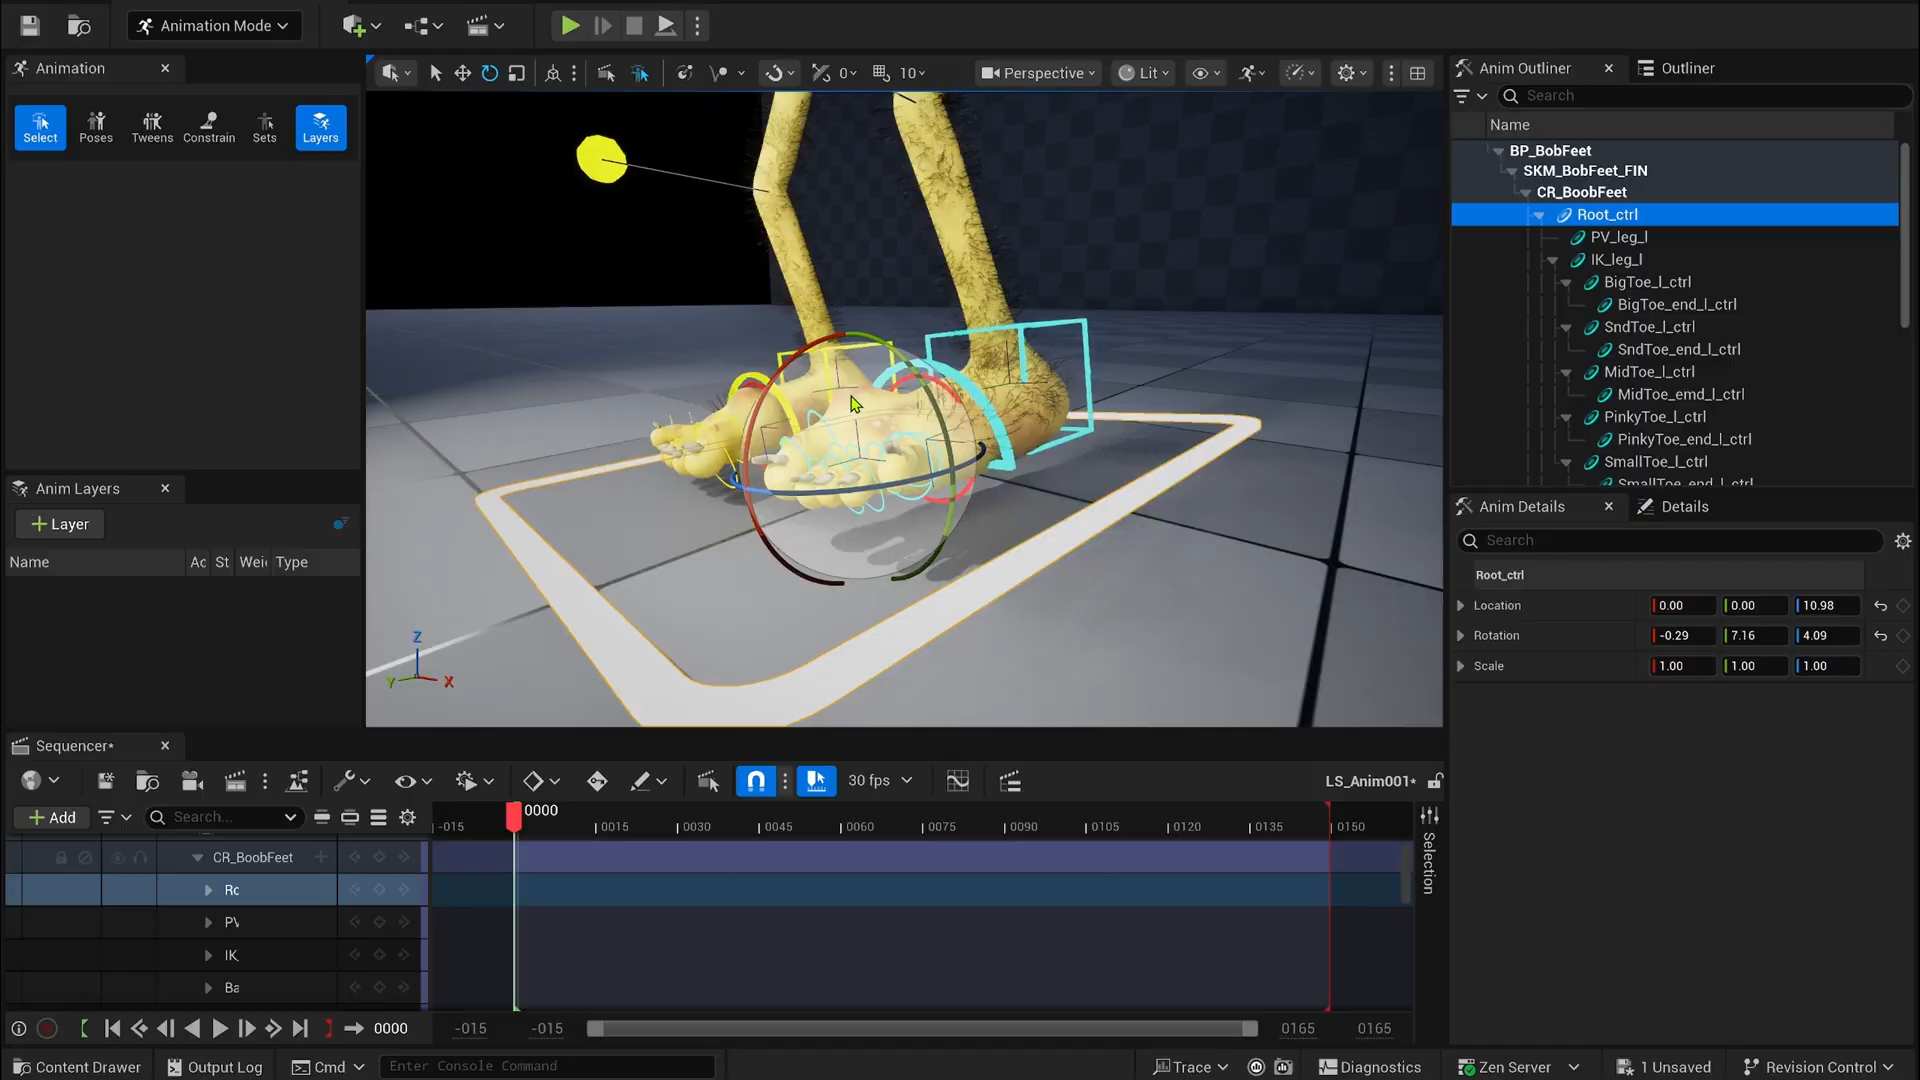 Animation Mode
Animation
Select
Poses
Tweens
Constrain
Sets
Layers
0
10
Perspective
Lit
Z
Y
X
Anim Layers
Layer
Name
Ac
St
Wei
Type
Anim Outliner
Outliner
Search
Name
BP_BobFeet
SKM_BobFeet_FIN
CR_BoobFeet
Root_ctrl
PV_leg_l
IK_leg_l
BigToe_l_ctrl
BigToe_end_l_ctrl
SndToe_l_ctrl
SndToe_end_l_ctrl
MidToe_l_ctrl
MidToe_emd_l_ctrl
PinkyToe_l_ctrl
PinkyToe_end_l_ctrl
SmallToe_l_ctrl
SmallToe_end_l_ctrl
Anim Details
Details
Search
Root_ctrl
Location 0.00 0.00 10.98
Rotation -0.29 7.16 4.09
Scale 1.00 1.00 1.00
Sequencer*
30 fps
LS_Anim001*
Add
Search...
0000
-015 0015 0030 0045 0060 0075 0090 0105 0120 0135 0150
Selection
CR_BoobFeet
Rc
PV
IK_
Ba
0000
-015 -015 0165 0165
Content Drawer
Output Log
Cmd
Enter Console Command
Trace
Diagnostics
Zen Server
1 Unsaved
Revision Control